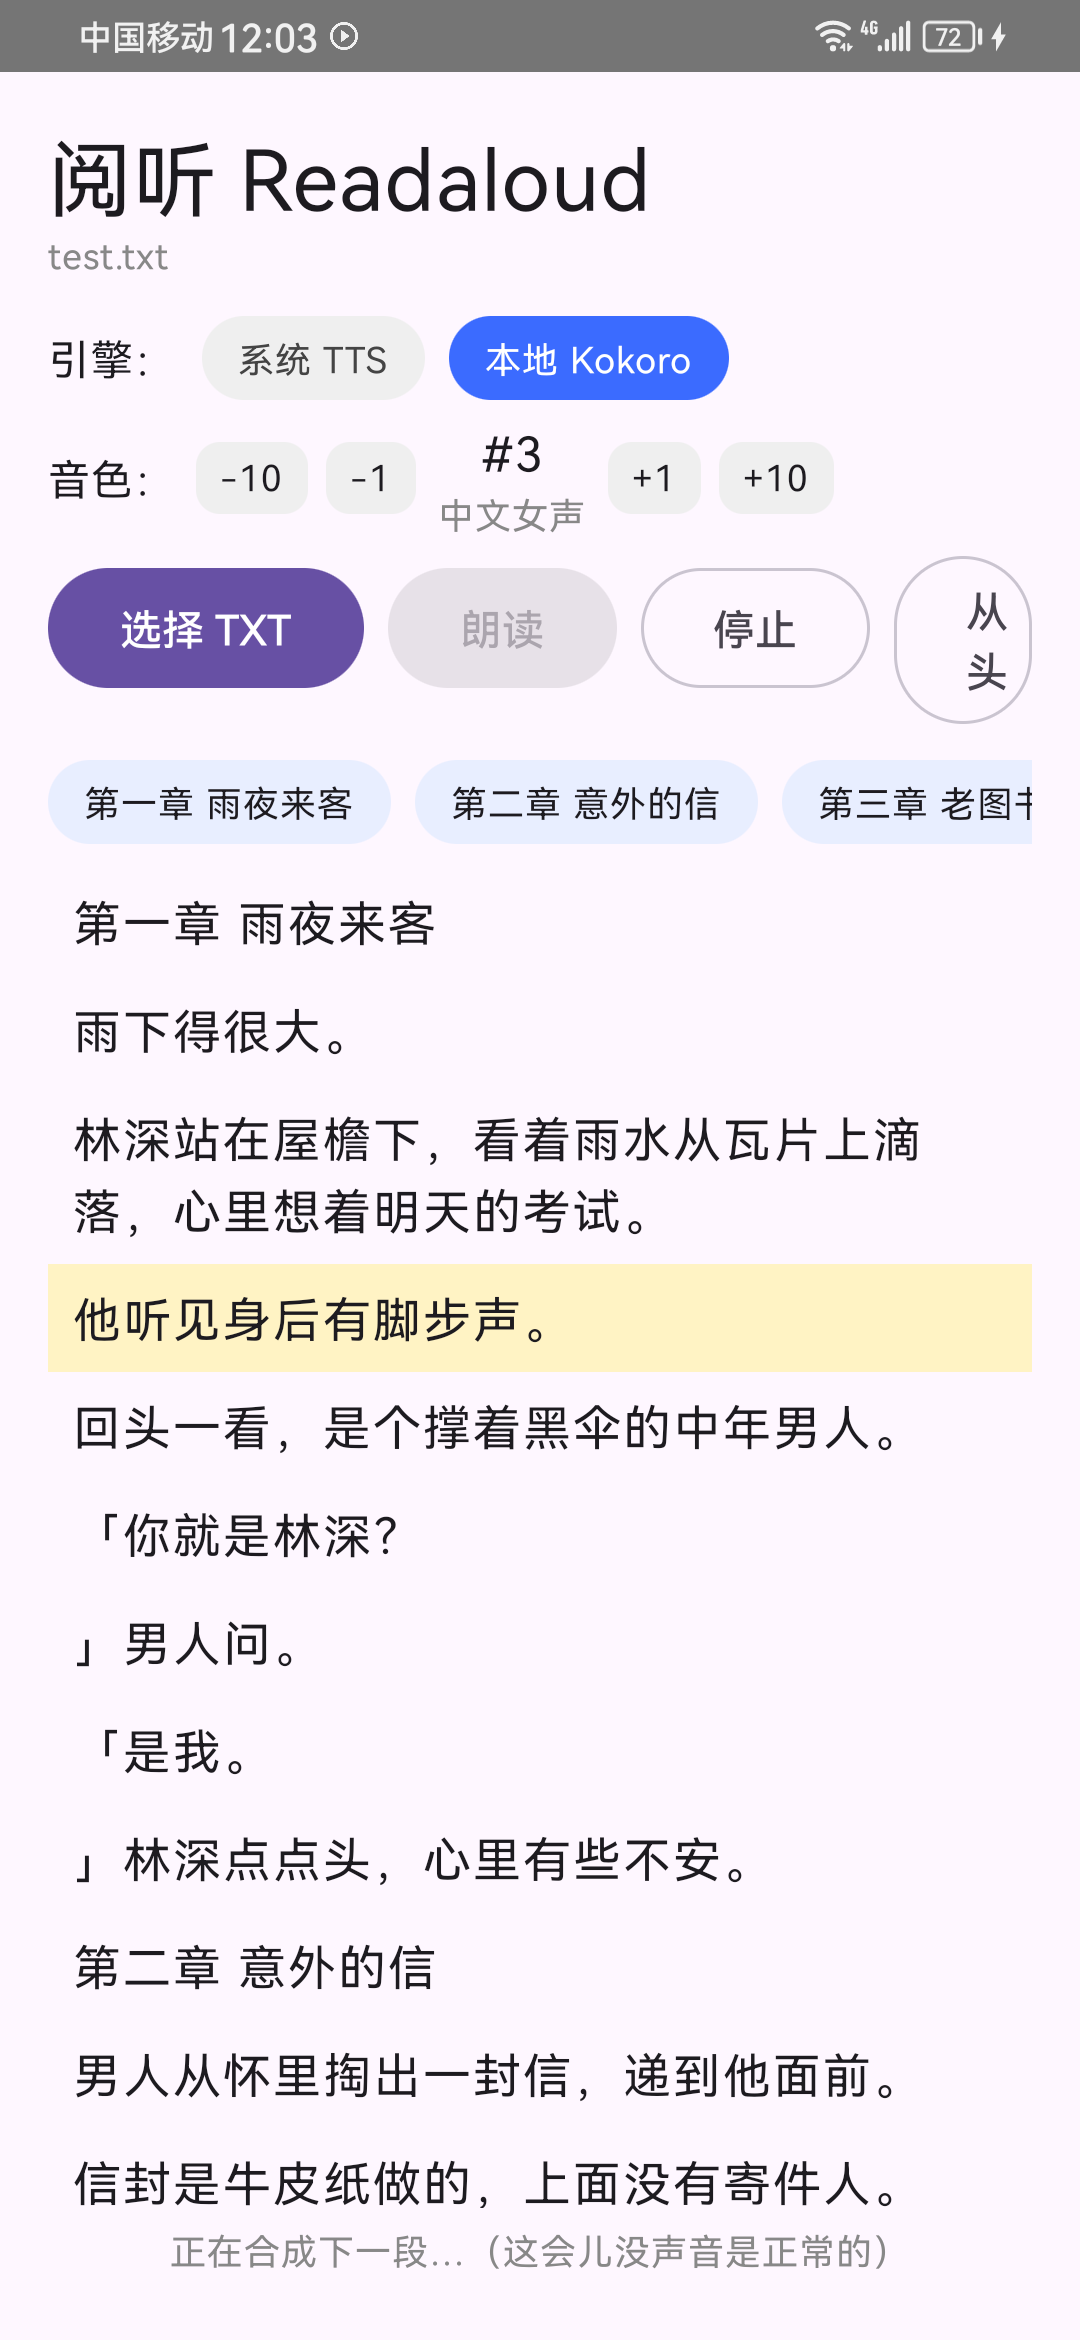 中国移动 12:03 4G 72
阅听 Readaloud
test.txt
引擎： 系统 TTS 本地 Kokoro
音色： -10 -1 #3 +1 +10
中文女声
选择 TXT 朗读 停止 从头
第一章 雨夜来客 第二章 意外的信 第三章 老图
第一章 雨夜来客
雨下得很大。
林深站在屋檐下，看着雨水从瓦片上滴
落，心里想着明天的考试。
他听见身后有脚步声。
回头一看，是个撑着黑伞的中年男人。
「你就是林深？
」男人问。
「是我。
」林深点点头，心里有些不安。
第二章 意外的信
男人从怀里掏出一封信，递到他面前。
信封是牛皮纸做的，上面没有寄件人。
正在合成下一段...（这会儿没声音是正常的）